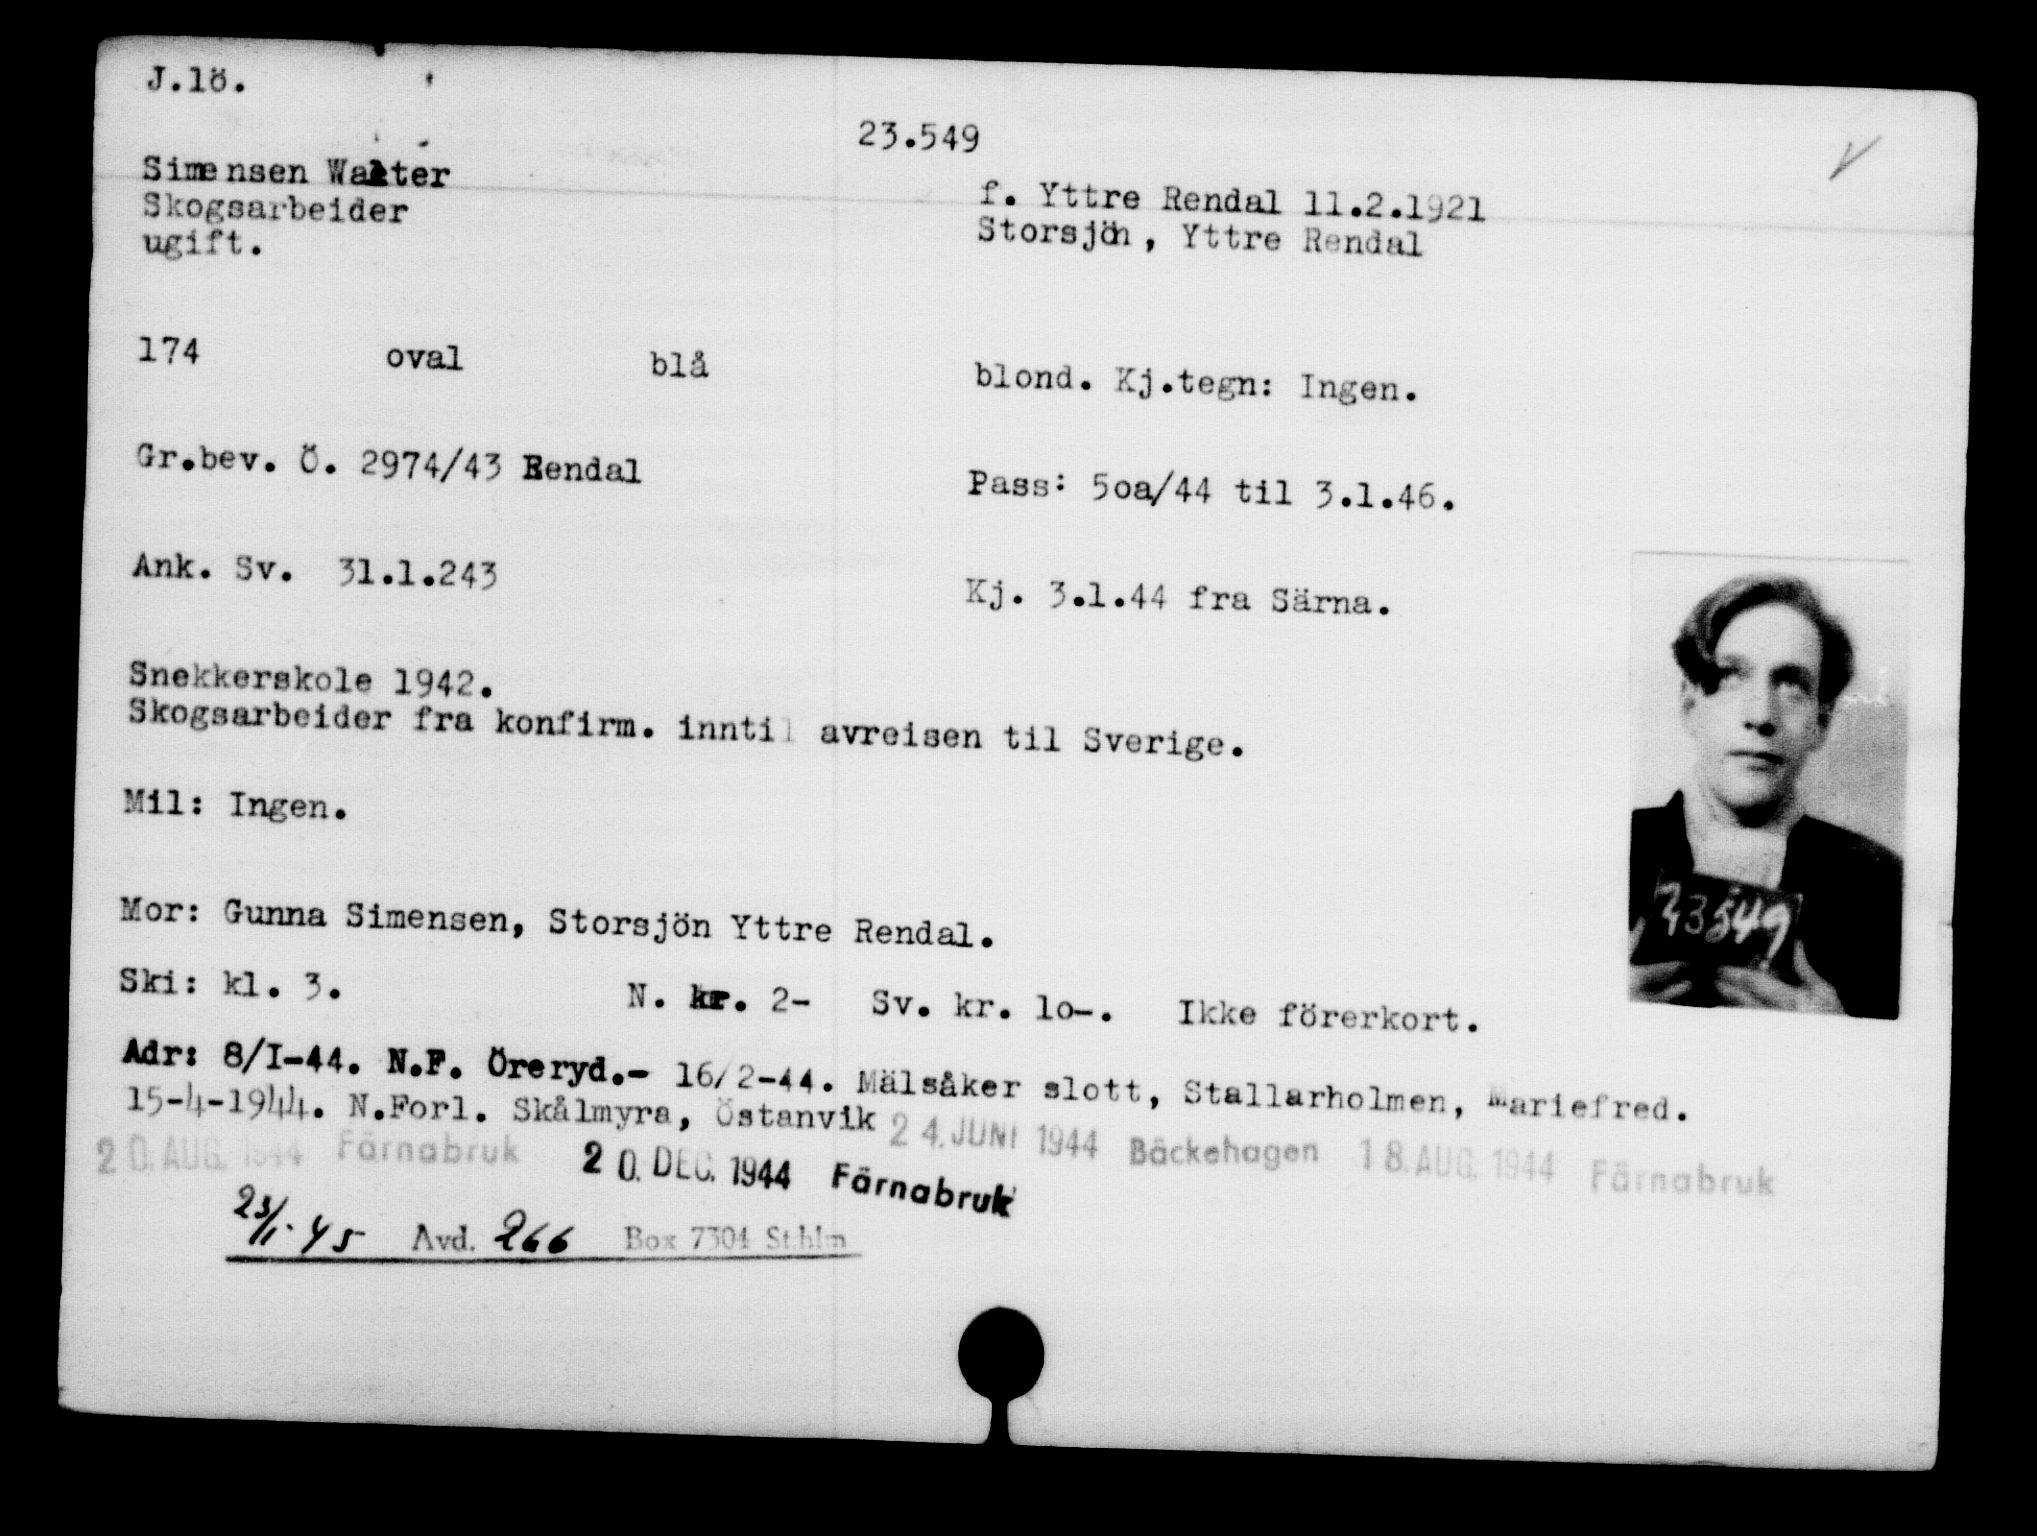 J.lö.
23.549
Simensen Walter
Skogsarbeider
ugift.
f. Yttre Rendal 11.2.1921
Storsjön, Yttre Rendal
174 oval blå blond. Kj.tegn: Ingen.
Gr.bev. Ö. 2974/43 Rendal Pass: 5oa/44 til 3.1.46.
Ank. Sv. 31.1.243 Kj. 3.1.44 fra Särna.
Snekkerskole 1942.
Skogsarbeider fra konfirm. inntil avreisen til Sverige.
Mil: Ingen.
Mor: Gunna Simensen, Storsjön Yttre Rendal.
Ski: kl. 3. N. kr. 2- Sv. kr. lo-. Ikke förerkort.
Adr: 8/I-44. N.F. Öreryd.- 16/2-44. Mälsåker slott, Stallarholmen, Mariefred.
15-4-1944. N.Forl. Skålmyra, Östanvik 24. JUNI 1944 Bäckehagen 18. AUG. 1944 Färnabruk
20. AUG. 1944 Färnabruk 20. DEC. 1944 Färnabruk
23/1-45 Avd. 266 Box 7304 Sthlm
23549